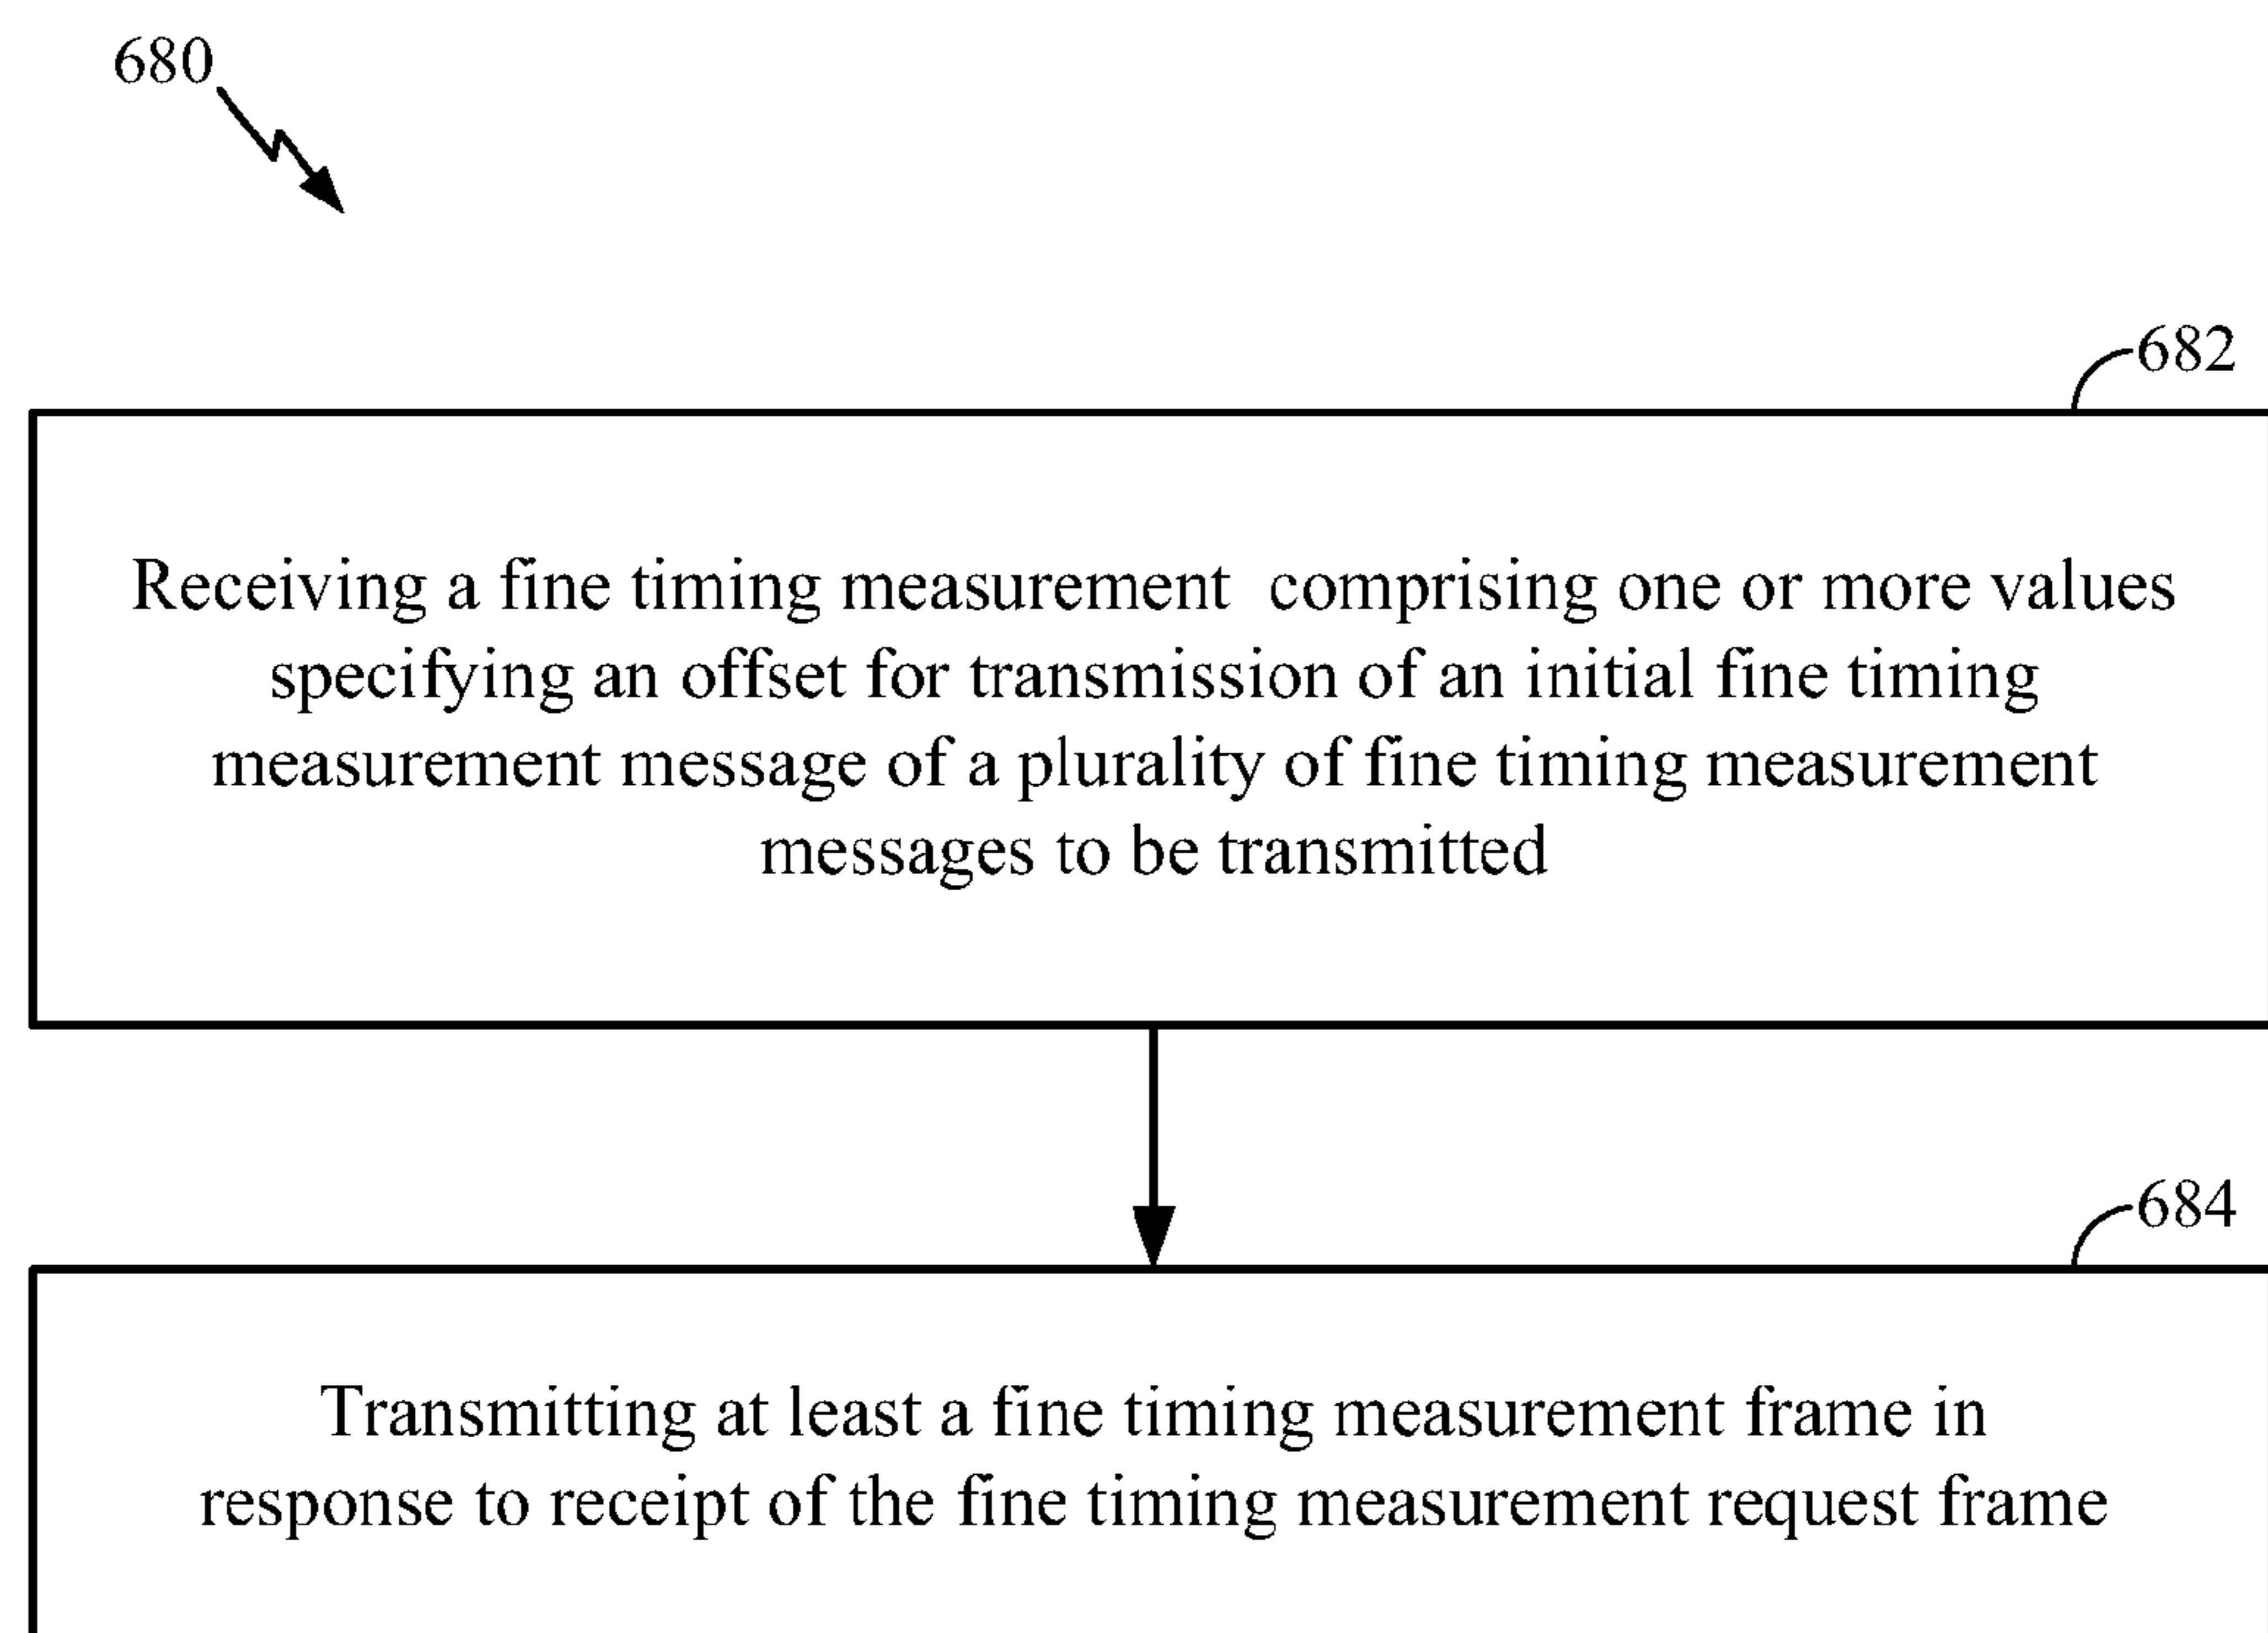 680
682
Receiving a fine timing measurement  comprising one or more values
specifying an offset for transmission of an initial fine timing
measurement message of a plurality of fine timing measurement
messages to be transmitted
684
Transmitting at least a fine timing measurement frame in
response to receipt of the fine timing measurement request frame